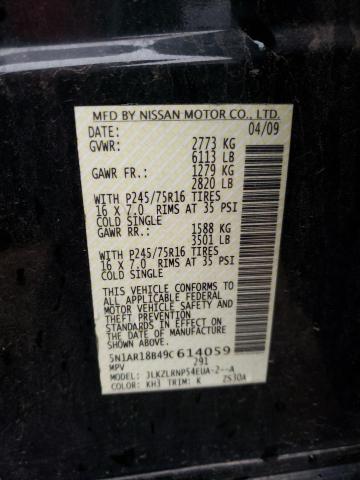 MFD BY NISSAN MOTOR CO., LTD.
DATE: 04/09
GVWR: 2773 KG
6113 LB
GAWR FR.: 1279 KG
2820 LB
WITH P245/75R16 TIRES
16 X 7.0 RIMS AT 35 PSI
COLD SINGLE
GAWR RR.: 1588 KG
3501 LB
WITH P245/75R16 TIRES
16 X 7.0 RIMS AT 35 PSI
COLD SINGLE
THIS VEHICLE CONFORMS TO
ALL APPLICABLE FEDERAL
MOTOR VEHICLE SAFETY AND
THEFT PREVENTION STANDARDS
IN EFFECT ON THE
DATE OF MANUFACTURE
SHOWN ABOVE.
5N1AR18B49C614059
MPV 291
MODEL: JLKZLRNP54EUA-2--A
COLOR: KH3 TRIM: K ZS30A